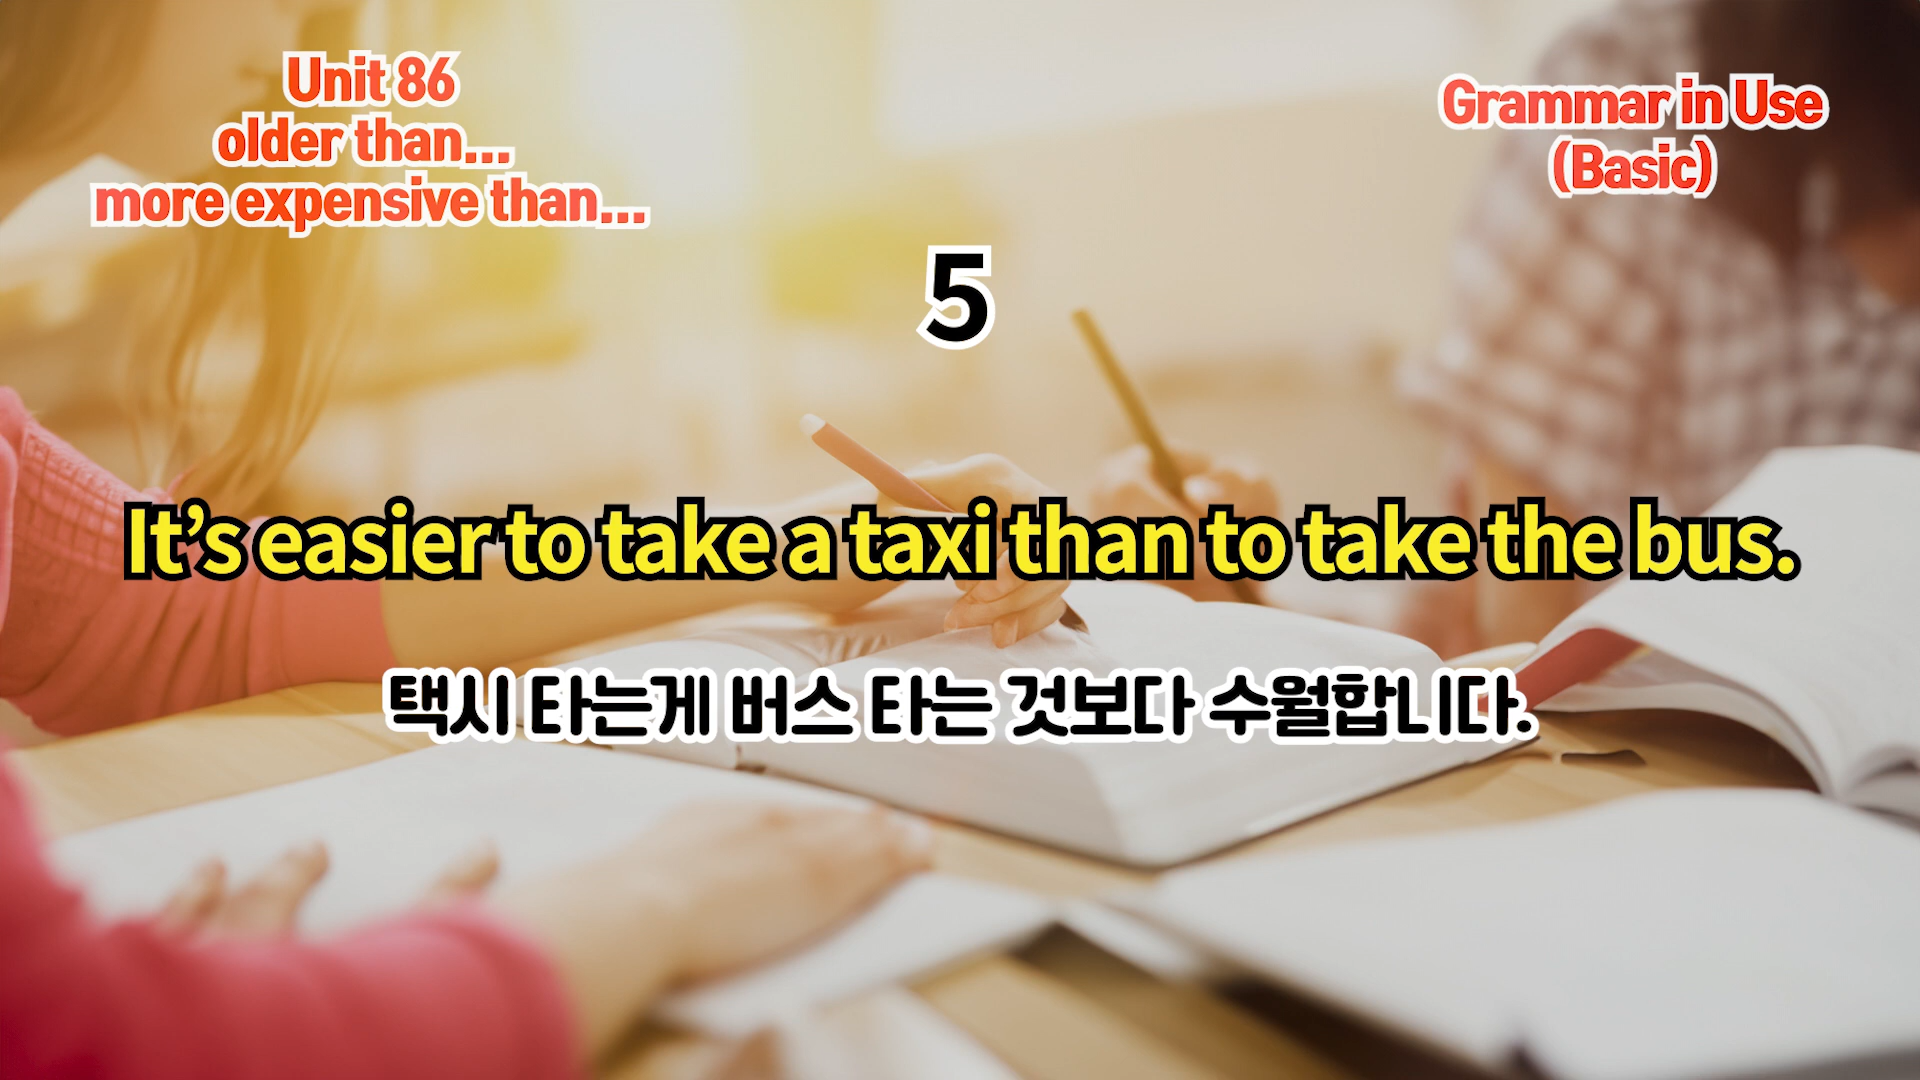 Unit 86
older than...
more expensive than...
Grammar in Use
(Basic)
5
It's easier to take a taxi than to take the bus.
택시 타는게 버스 타는 것보다 수월합니다.